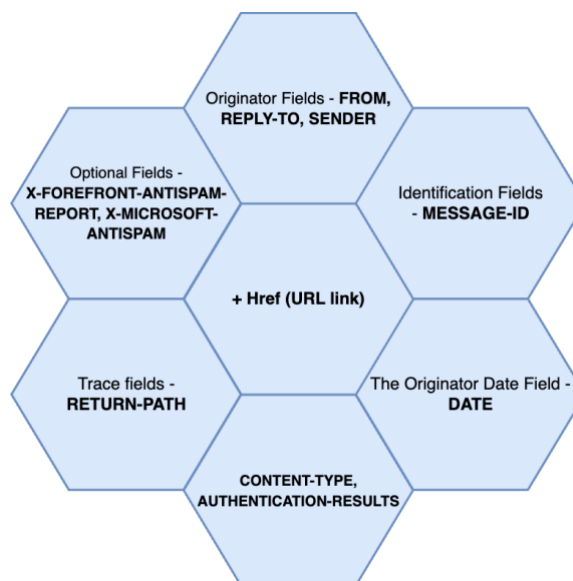 Originator Fields - FROM,
REPLY-TO, SENDER
Optional Fields -
X-FOREFRONT-ANTISPAM-
REPORT, X-MICROSOFT-
ANTISPAM
Identification Fields
- MESSAGE-ID
+ Href (URL link)
Trace fields -
RETURN-PATH
The Originator Date Field -
DATE
CONTENT-TYPE,
AUTHENTICATION-RESULTS